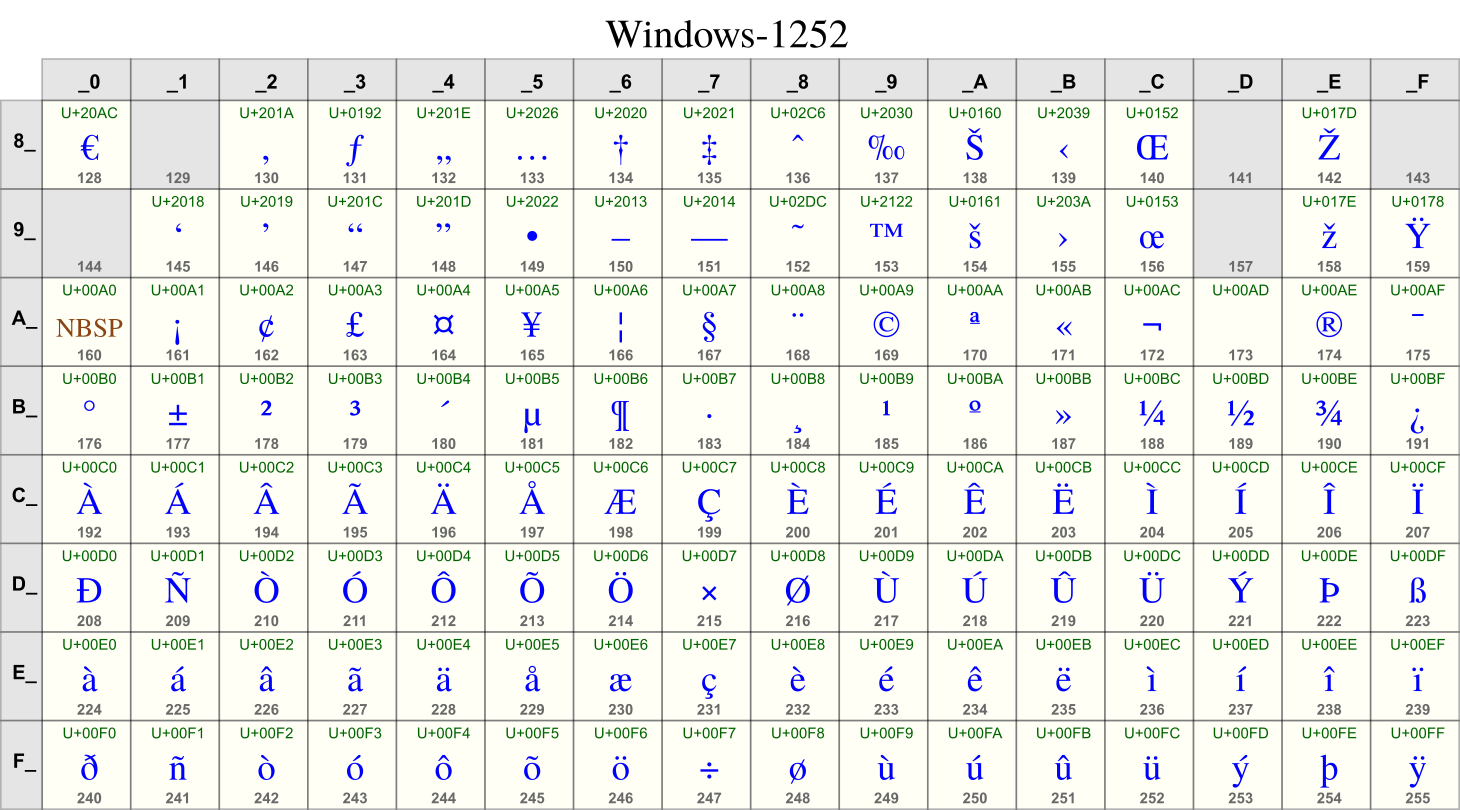 Windows-1252
_0 _1 _2 _3 _4 _5 _6 _7 _8 _9 _A _B _C _D _E _F
U+20AC U+201A U+0192 U+201E U+2026 U+2020 U+2021 U+02C6 U+2030 U+0160 U+2039 U+0152 U+017D
8_ € ‚ ƒ „ … † ‡ ˆ ‰ Š ‹ Œ Ž
128 129 130 131 132 133 134 135 136 137 138 139 140 141 142 143
U+2018 U+2019 U+201C U+201D U+2022 U+2013 U+2014 U+02DC U+2122 U+0161 U+203A U+0153 U+017E U+0178
9_ ‘ ’ “ ” • – — ˜ ™ š › œ ž Ÿ
144 145 146 147 148 149 150 151 152 153 154 155 156 157 158 159
U+00A0 U+00A1 U+00A2 U+00A3 U+00A4 U+00A5 U+00A6 U+00A7 U+00A8 U+00A9 U+00AA U+00AB U+00AC U+00AD U+00AE U+00AF
A_ NBSP ¡ ¢ £ ¤ ¥ ¦ § ¨ © ª « ¬ ® ¯
160 161 162 163 164 165 166 167 168 169 170 171 172 173 174 175
U+00B0 U+00B1 U+00B2 U+00B3 U+00B4 U+00B5 U+00B6 U+00B7 U+00B8 U+00B9 U+00BA U+00BB U+00BC U+00BD U+00BE U+00BF
B_ ° ± ² ³ ´ µ ¶ · ¸ ¹ º » ¼ ½ ¾ ¿
176 177 178 179 180 181 182 183 184 185 186 187 188 189 190 191
U+00C0 U+00C1 U+00C2 U+00C3 U+00C4 U+00C5 U+00C6 U+00C7 U+00C8 U+00C9 U+00CA U+00CB U+00CC U+00CD U+00CE U+00CF
C_ À Á Â Ã Ä Å Æ Ç È É Ê Ë Ì Í Î Ï
192 193 194 195 196 197 198 199 200 201 202 203 204 205 206 207
U+00D0 U+00D1 U+00D2 U+00D3 U+00D4 U+00D5 U+00D6 U+00D7 U+00D8 U+00D9 U+00DA U+00DB U+00DC U+00DD U+00DE U+00DF
D_ Ð Ñ Ò Ó Ô Õ Ö × Ø Ù Ú Û Ü Ý Þ ß
208 209 210 211 212 213 214 215 216 217 218 219 220 221 222 223
U+00E0 U+00E1 U+00E2 U+00E3 U+00E4 U+00E5 U+00E6 U+00E7 U+00E8 U+00E9 U+00EA U+00EB U+00EC U+00ED U+00EE U+00EF
E_ à á â ã ä å æ ç è é ê ë ì í î ï
224 225 226 227 228 229 230 231 232 233 234 235 236 237 238 239
U+00F0 U+00F1 U+00F2 U+00F3 U+00F4 U+00F5 U+00F6 U+00F7 U+00F8 U+00F9 U+00FA U+00FB U+00FC U+00FD U+00FE U+00FF
F_ ð ñ ò ó ô õ ö ÷ ø ù ú û ü ý þ ÿ
240 241 242 243 244 245 246 247 248 249 250 251 252 253 254 255